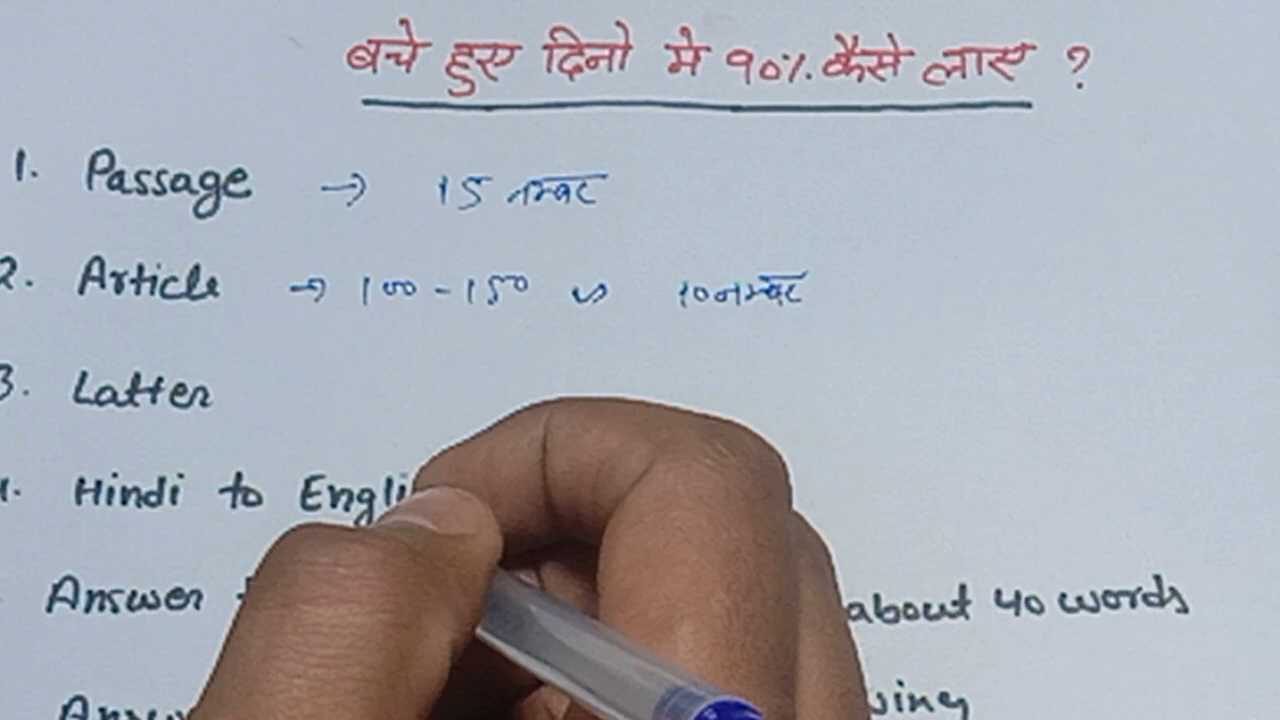 बचे हुए दिनो मे 90% कैसे लाए ?
1. Passage → 15 नम्बर
2. Article → 100-150 10 नम्बर
3. Latter
4. Hindi to Engli
Answer about 40 words